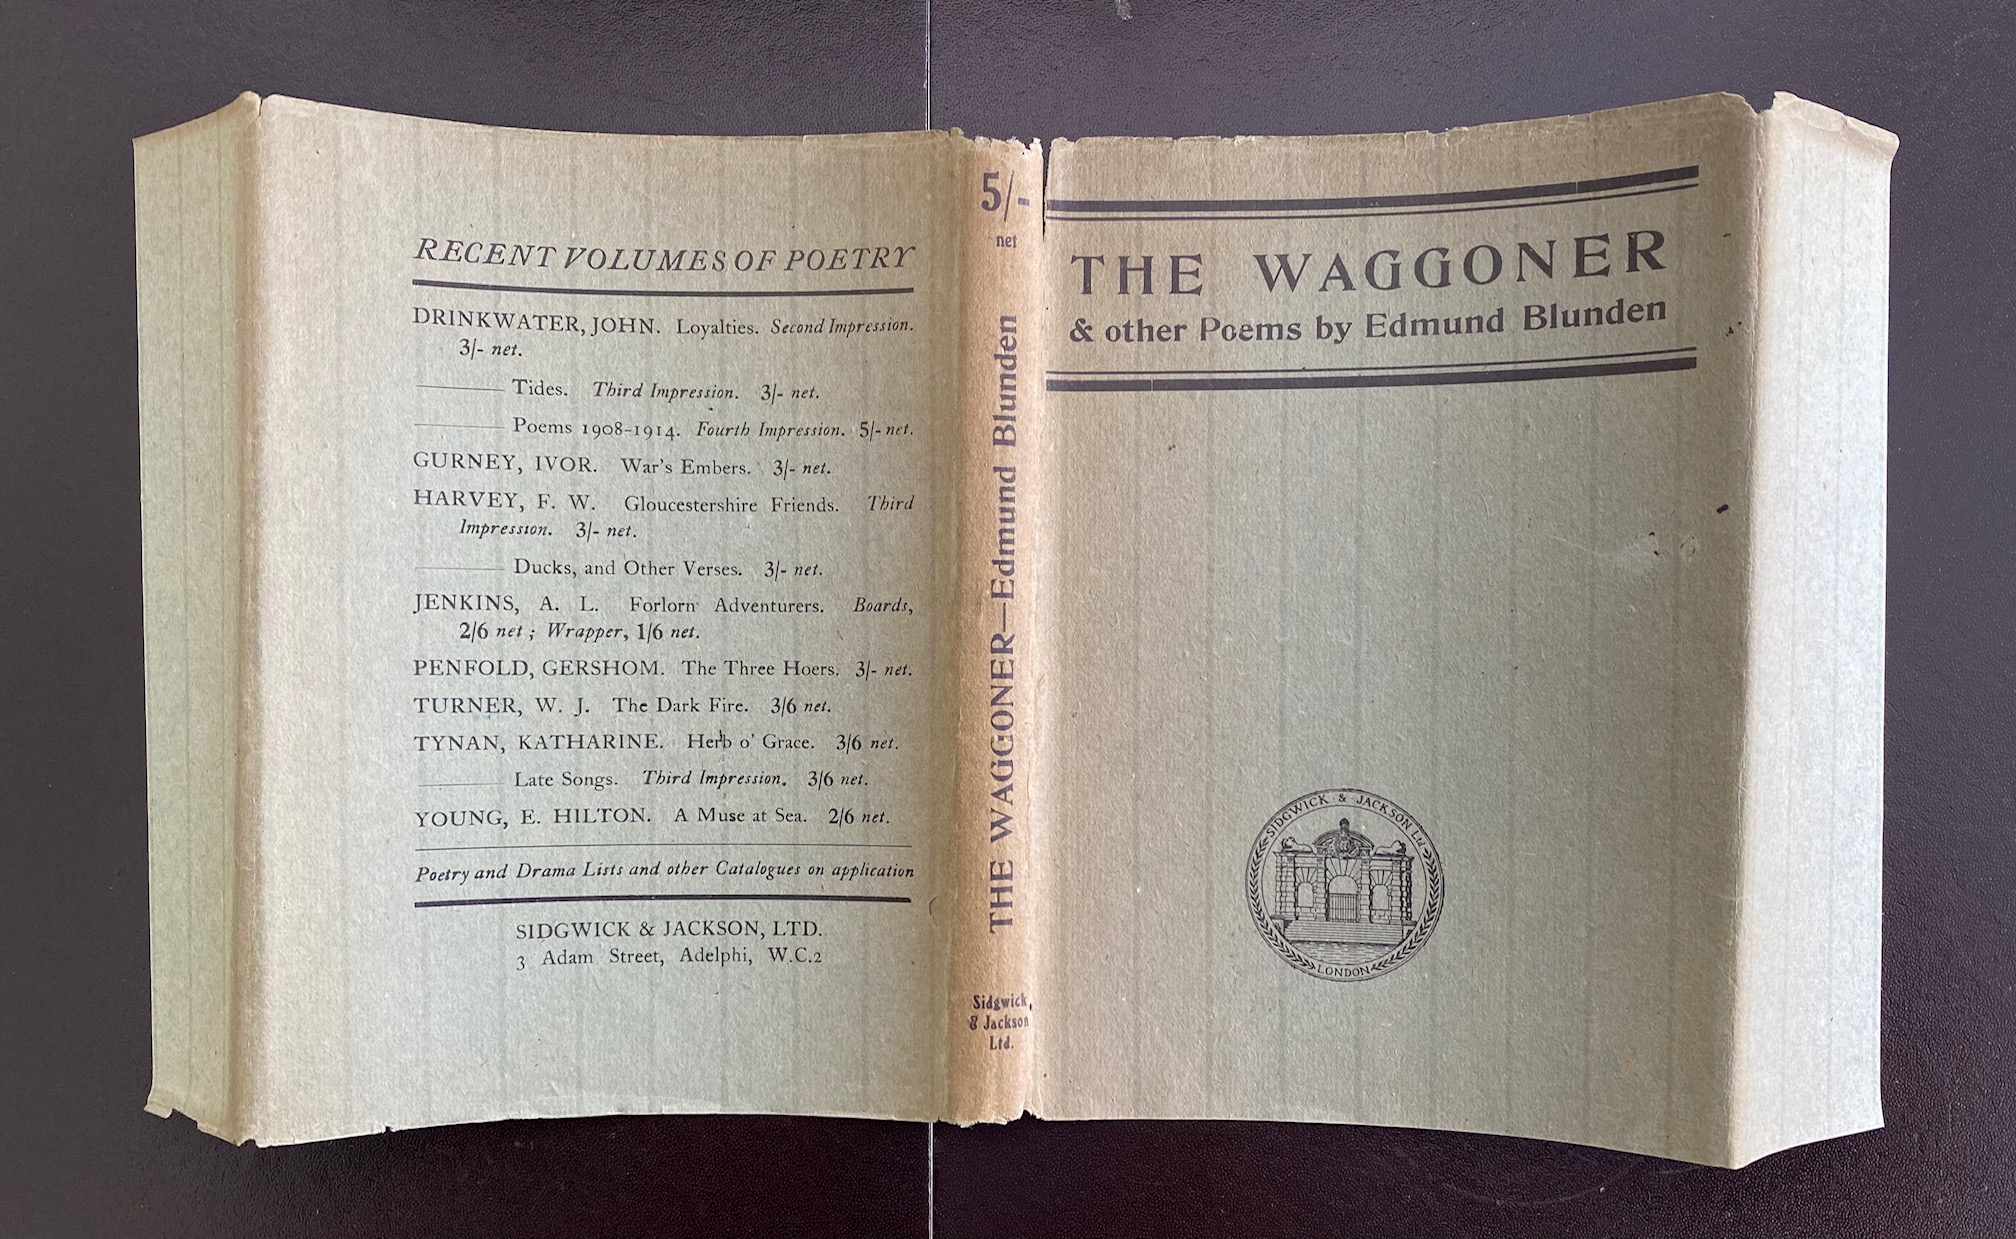 RECENT VOLUMES OF POETRY
DRINKWATER, JOHN. Loyalties. Second Impression.
3/- net.
——— Tides. Third Impression. 3/- net.
——— Poems 1908-1914. Fourth Impression. 5/- net.
GURNEY, IVOR. War's Embers. 3/- net.
HARVEY, F. W. Gloucestershire Friends. Third
Impression. 3/- net.
——— Ducks, and Other Verses. 3/- net.
JENKINS, A. L. Forlorn Adventurers. Boards,
2/6 net; Wrapper, 1/6 net.
PENFOLD, GERSHOM. The Three Hoers. 3/- net.
TURNER, W. J. The Dark Fire. 3/6 net.
TYNAN, KATHARINE. Herb o' Grace. 3/6 net.
——— Late Songs. Third Impression. 3/6 net.
YOUNG, E. HILTON. A Muse at Sea. 2/6 net.
Poetry and Drama Lists and other Catalogues on application
SIDGWICK & JACKSON, LTD.
3 Adam Street, Adelphi, W.C.2
5/-
net
THE WAGGONER—Edmund Blunden
Sidgwick
& Jackson
Ltd.
THE WAGGONER
& other Poems by Edmund Blunden
SIDGWICK & JACKSON Ltd.
LONDON